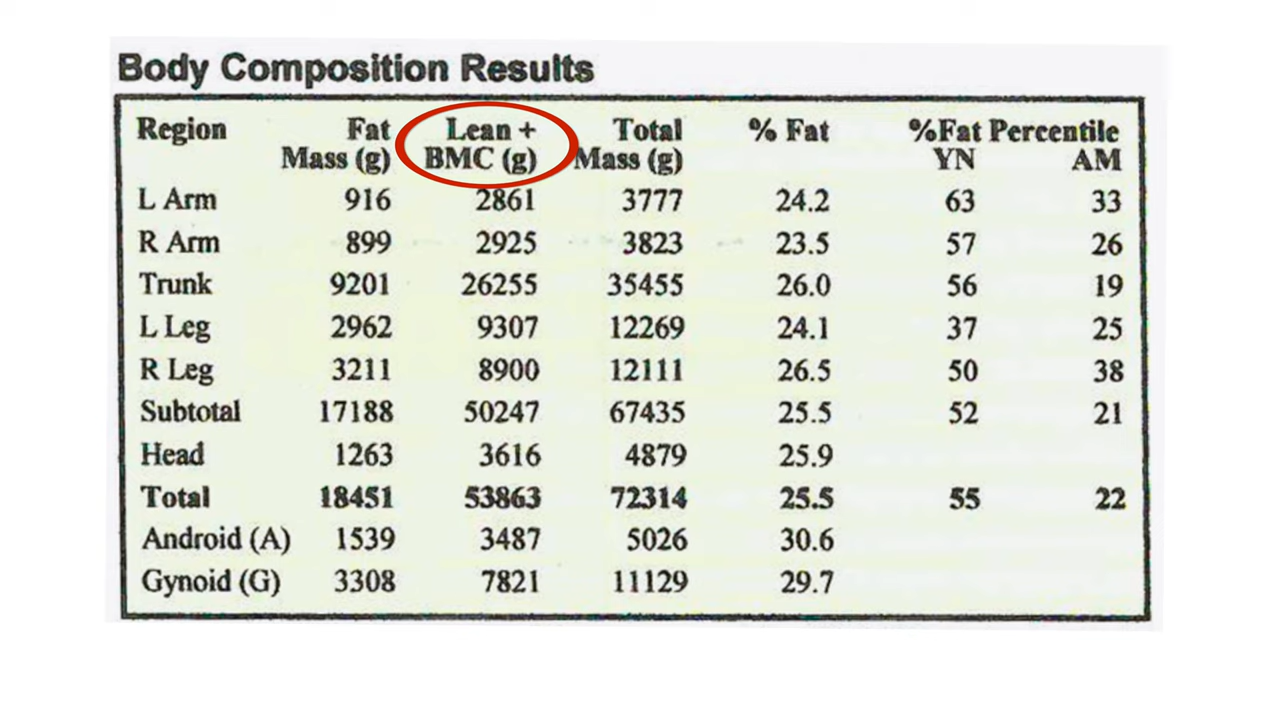 Body Composition Results
Region Fat Lean + Total % Fat %Fat Percentile
Mass (g) BMC (g) Mass (g) YN AM
L Arm 916 2861 3777 24.2 63 33
R Arm 899 2925 3823 23.5 57 26
Trunk 9201 26255 35455 26.0 56 19
L Leg 2962 9307 12269 24.1 37 25
R Leg 3211 8900 12111 26.5 50 38
Subtotal 17188 50247 67435 25.5 52 21
Head 1263 3616 4879 25.9
Total 18451 53863 72314 25.5 55 22
Android (A) 1539 3487 5026 30.6
Gynoid (G) 3308 7821 11129 29.7